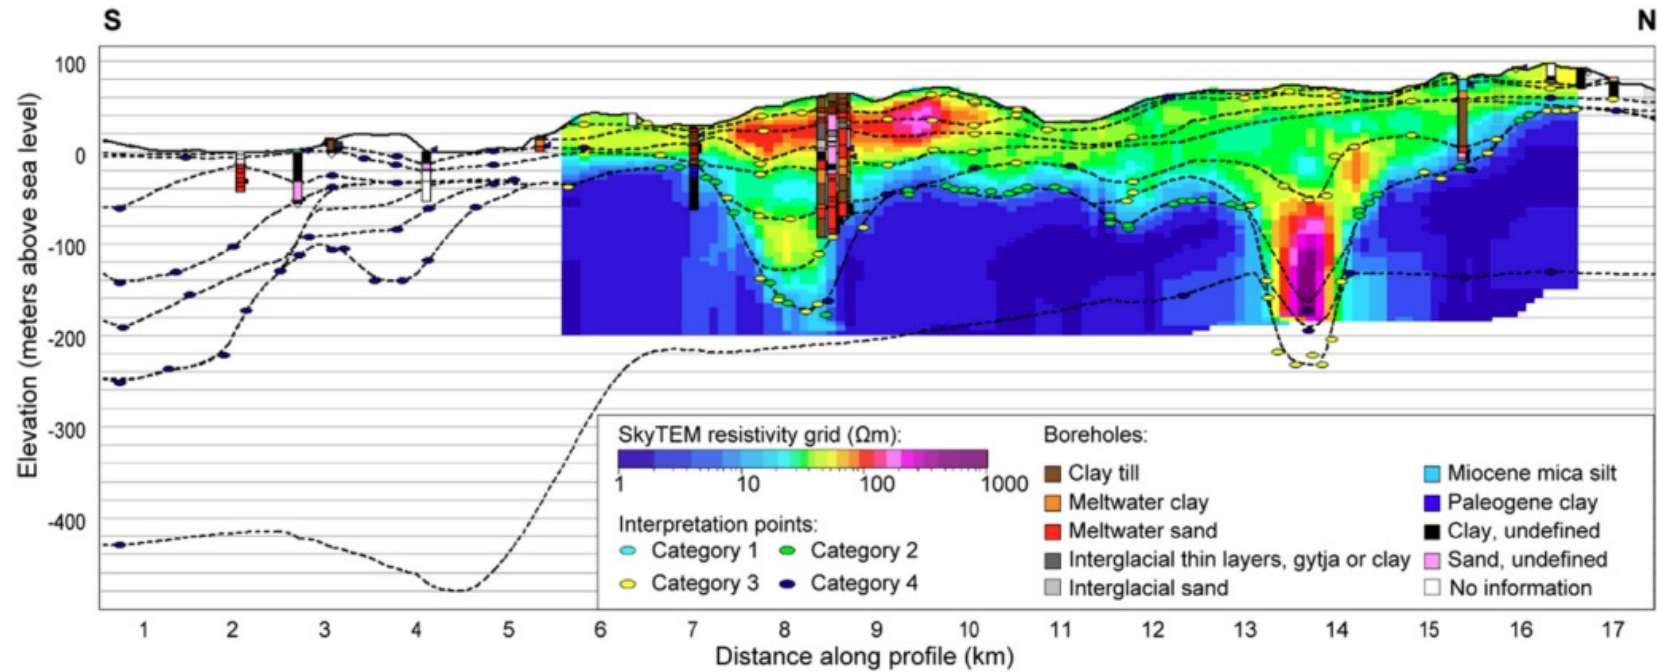 S N
100
0
-100
-200
-300
-400
Elevation (meters above sea level)
SkyTEM resistivity grid (Ωm):
1 10 100 1000
Interpretation points:
Category 1 Category 2
Category 3 Category 4
Boreholes:
Clay till
Meltwater clay
Meltwater sand
Interglacial thin layers, gytja or clay
Interglacial sand
Miocene mica silt
Paleogene clay
Clay, undefined
Sand, undefined
No information
1 2 3 4 5 6 7 8 9 10 11 12 13 14 15 16 17
Distance along profile (km)